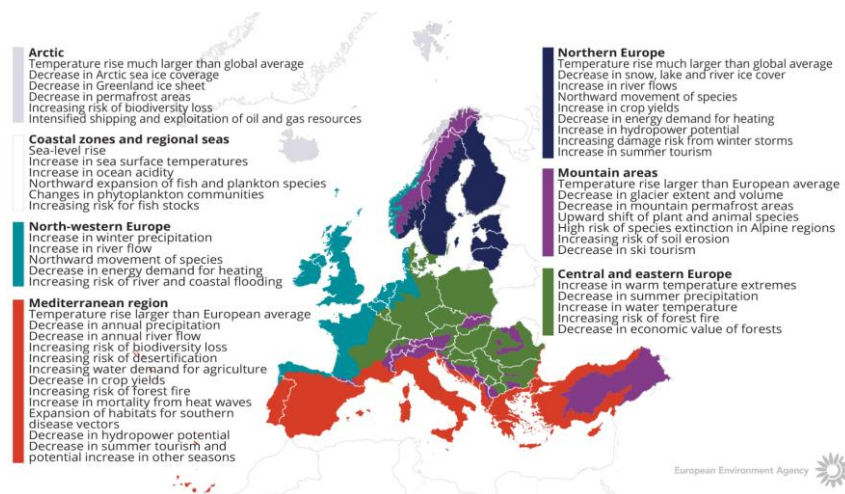 Arctic
Temperature rise much larger than global average
Decrease in Arctic sea ice coverage
Decrease in Greenland ice sheet
Decrease in permafrost areas
Increasing risk of biodiversity loss
Intensified shipping and exploitation of oil and gas resources
Coastal zones and regional seas
Sea-level rise
Increase in sea surface temperatures
Increase in ocean acidity
Northward expansion of fish and plankton species
Changes in phytoplankton communities
Increasing risk for fish stocks
North-western Europe
Increase in winter precipitation
Increase in river flow
Northward movement of species
Decrease in energy demand for heating
Increasing risk of river and coastal flooding
Mediterranean region
Temperature rise larger than European average
Decrease in annual precipitation
Decrease in annual river flow
Increasing risk of biodiversity loss
Increasing risk of desertification
Increasing water demand for agriculture
Decrease in crop yields
Increasing risk of forest fire
Increase in mortality from heat waves
Expansion of habitats for southern
disease vectors
Decrease in hydropower potential
Decrease in summer tourism and
potential increase in other seasons
Northern Europe
Temperature rise much larger than global average
Decrease in snow, lake and river ice cover
Increase in river flows
Northward movement of species
Increase in crop yields
Decrease in energy demand for heating
Increase in hydropower potential
Increasing damage risk from winter storms
Increase in summer tourism
Mountain areas
Temperature rise larger than European average
Decrease in glacier extent and volume
Decrease in mountain permafrost areas
Upward shift of plant and animal species
High risk of species extinction in Alpine regions
Increasing risk of soil erosion
Decrease in ski tourism
Central and eastern Europe
Increase in warm temperature extremes
Decrease in summer precipitation
Increase in water temperature
Increasing risk of forest fire
Decrease in economic value of forests
European Environment Agency